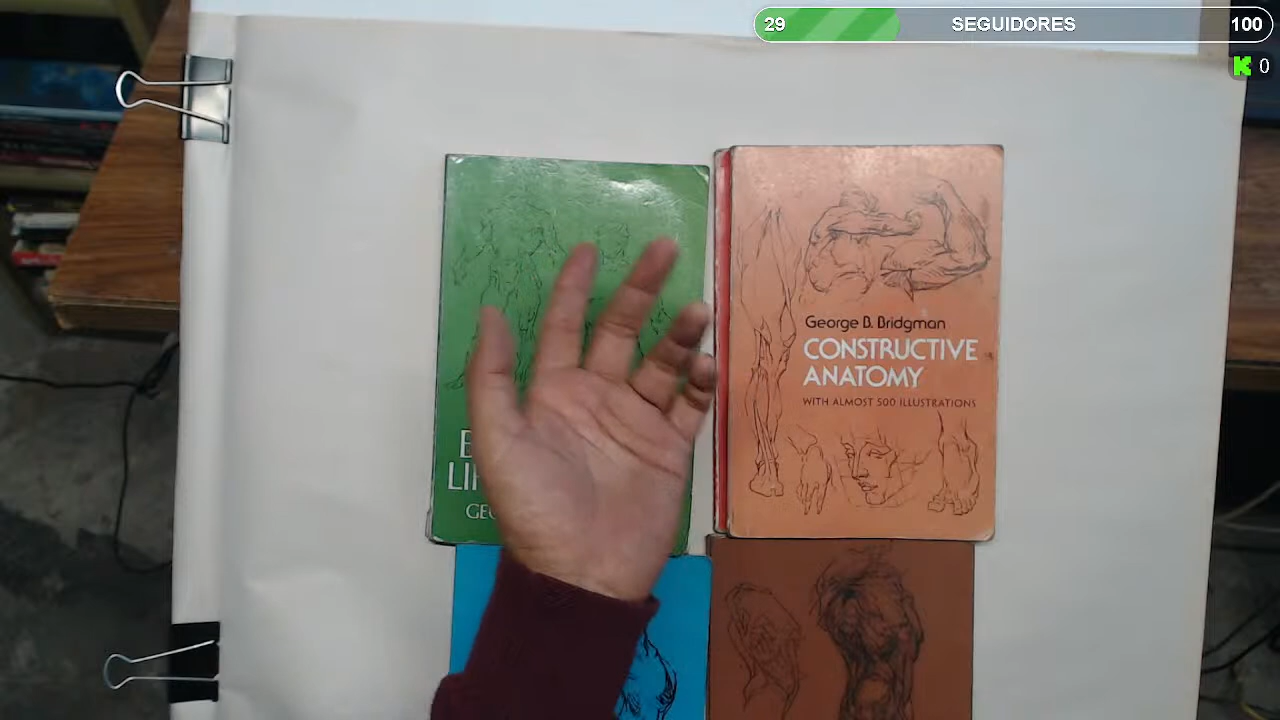 29 SEGUIDORES 100
0
George B. Bridgman
CONSTRUCTIVE
ANATOMY
WITH ALMOST 500 ILLUSTRATIONS